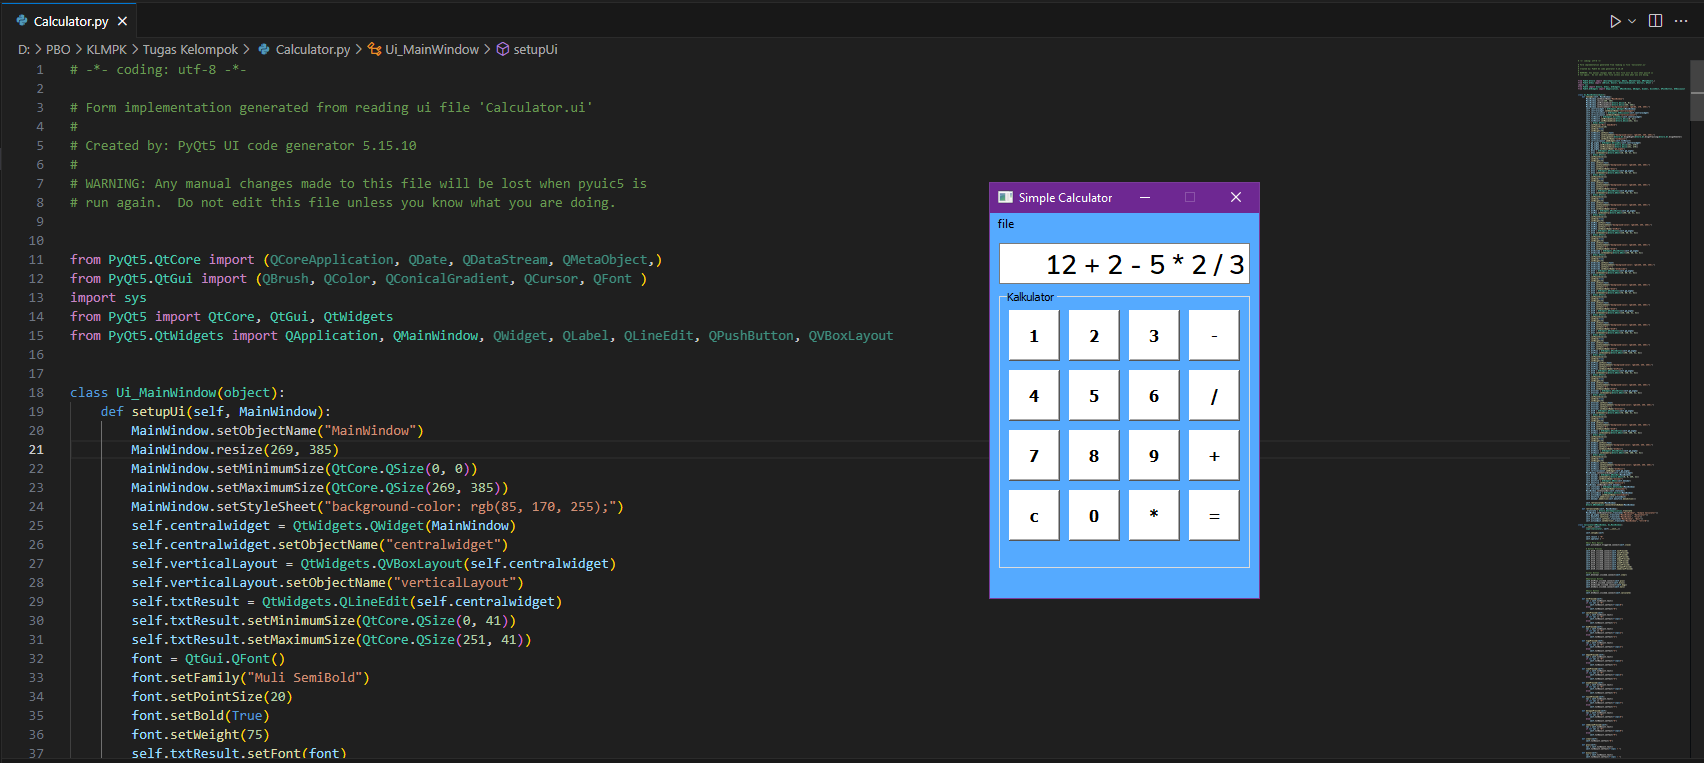 Calculator.py
D: > PBO > KLMPK > Tugas Kelompok > Calculator.py > Ui_MainWindow > setupUi
1 # -*- coding: utf-8 -*-
2
3 # Form implementation generated from reading ui file 'Calculator.ui'
4 #
5 # Created by: PyQt5 UI code generator 5.15.10
6 #
7 # WARNING: Any manual changes made to this file will be lost when pyuic5 is
8 # run again.  Do not edit this file unless you know what you are doing.
9
10
11 from PyQt5.QtCore import (QCoreApplication, QDate, QDataStream, QMetaObject,)
12 from PyQt5.QtGui import (QBrush, QColor, QConicalGradient, QCursor, QFont )
13 import sys
14 from PyQt5 import QtCore, QtGui, QtWidgets
15 from PyQt5.QtWidgets import QApplication, QMainWindow, QWidget, QLabel, QLineEdit, QPushButton, QVBoxLayout
16
17
18 class Ui_MainWindow(object):
19     def setupUi(self, MainWindow):
20         MainWindow.setObjectName("MainWindow")
21         MainWindow.resize(269, 385)
22         MainWindow.setMinimumSize(QtCore.QSize(0, 0))
23         MainWindow.setMaximumSize(QtCore.QSize(269, 385))
24         MainWindow.setStyleSheet("background-color: rgb(85, 170, 255);")
25         self.centralwidget = QtWidgets.QWidget(MainWindow)
26         self.centralwidget.setObjectName("centralwidget")
27         self.verticalLayout = QtWidgets.QVBoxLayout(self.centralwidget)
28         self.verticalLayout.setObjectName("verticalLayout")
29         self.txtResult = QtWidgets.QLineEdit(self.centralwidget)
30         self.txtResult.setMinimumSize(QtCore.QSize(0, 41))
31         self.txtResult.setMaximumSize(QtCore.QSize(251, 41))
32         font = QtGui.QFont()
33         font.setFamily("Muli SemiBold")
34         font.setPointSize(20)
35         font.setBold(True)
36         font.setWeight(75)
37         self.txtResult.setFont(font)
Simple Calculator
file
12 + 2 - 5 * 2 / 3
Kalkulator
1 2 3 -
4 5 6 /
7 8 9 +
c 0 * =